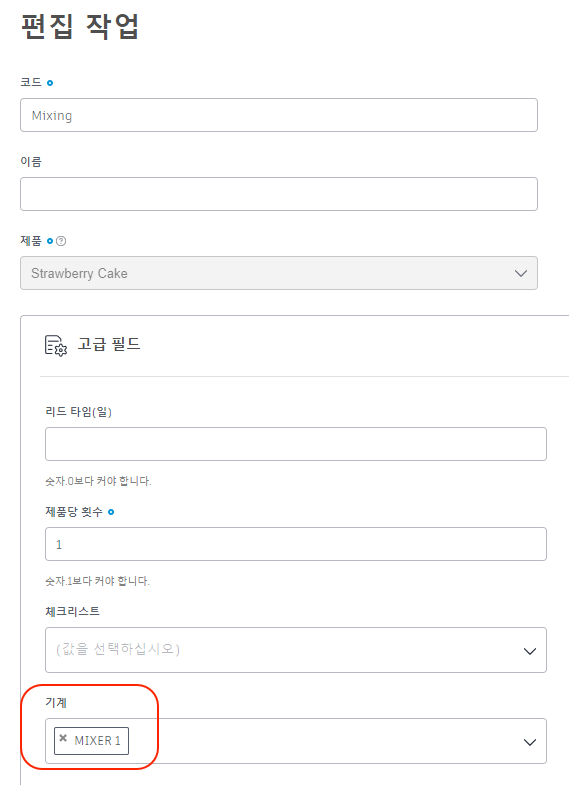 편집 작업
코드
Mixing
이름
제품
Strawberry Cake
고급 필드
리드 타임(일)
숫자.0보다 커야 합니다.
제품당 횟수
1
숫자.1보다 커야 합니다.
체크리스트
(값을 선택하십시오)
기계
× MIXER 1